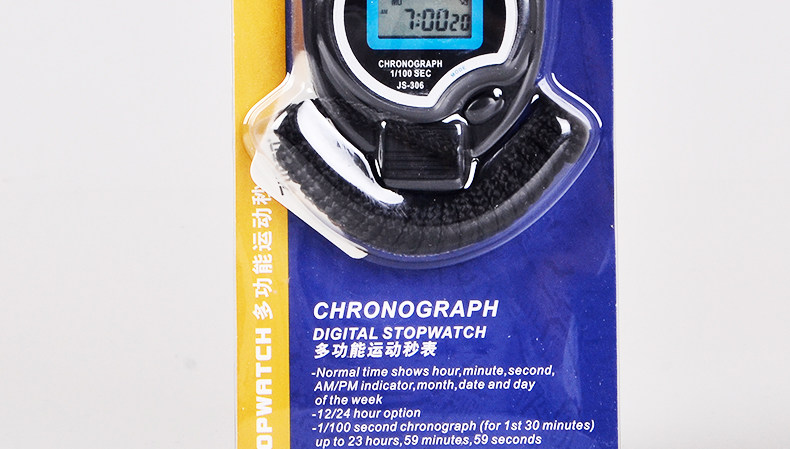 7:00 20
CHRONOGRAPH
1/100 SEC
JS-306
CHRONOGRAPH
DIGITAL STOPWATCH
多功能运动秒表
-Normal time shows hour,minute,second,
AM/PM indicator,month,date and day
of the week
-12/24 hour option
-1/100 second chronograph (for 1st 30 minutes)
up to 23 hours,59 minutes,59 seconds
OPWATCH 多功能运动秒